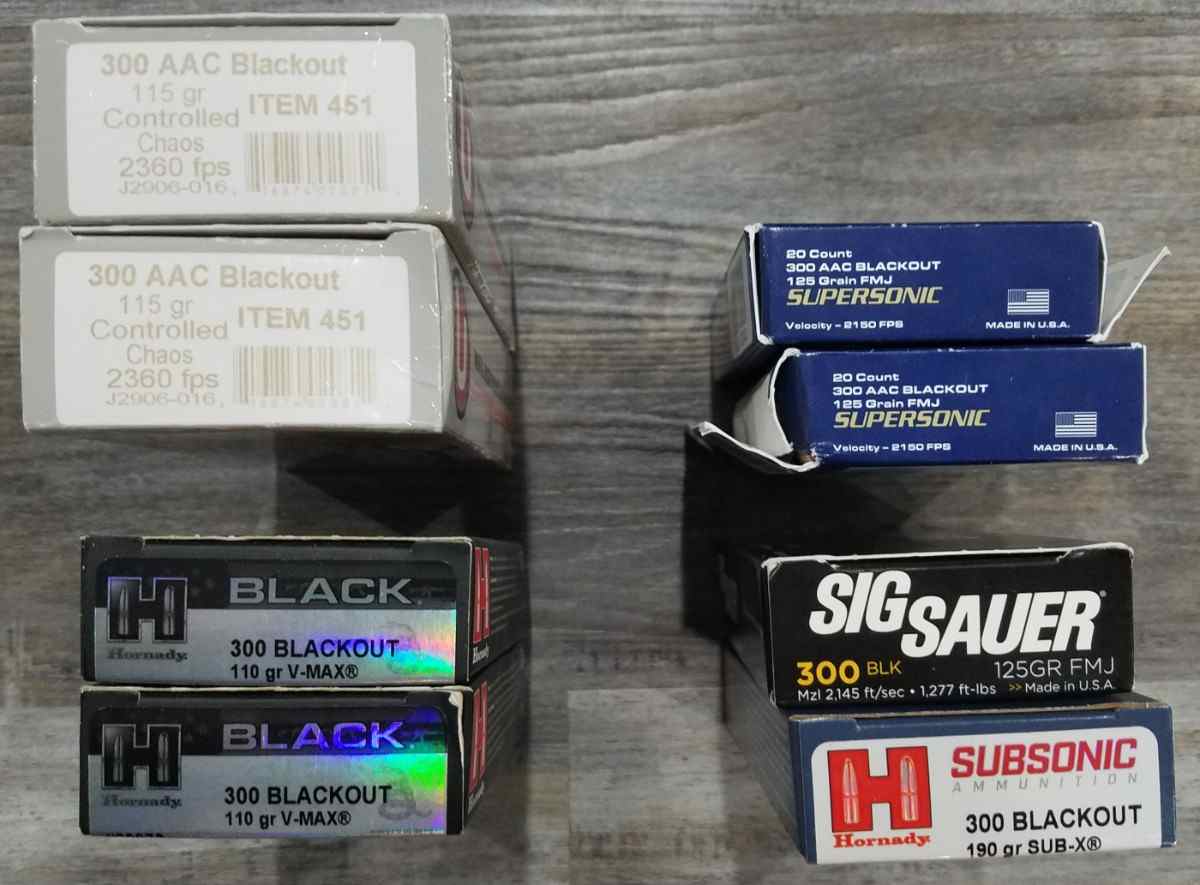 300 AAC Blackout
115 gr
Controlled
Chaos
ITEM 451
2360 fps
J2906-016
300 AAC Blackout
115 gr
Controlled
Chaos
ITEM 451
2360 fps
J2906-016
20 Count
300 AAC BLACKOUT
125 Grain FMJ
SUPERSONIC
Velocity – 2150 FPS
MADE IN U.S.A.
20 Count
300 AAC BLACKOUT
125 Grain FMJ
SUPERSONIC
Velocity – 2150 FPS
MADE IN U.S.A.
H
BLACK
Hornady
300 BLACKOUT
110 gr V-MAX®
H
Hornady
H
BLACK
Hornady
300 BLACKOUT
110 gr V-MAX®
H
SIG SAUER®
300 BLK
125GR FMJ
Mzl 2,145 ft/sec • 1,277 ft-lbs >> Made in U.S.A
H
Hornady
SUBSONIC
AMMUNITION
300 BLACKOUT
190 gr SUB-X®